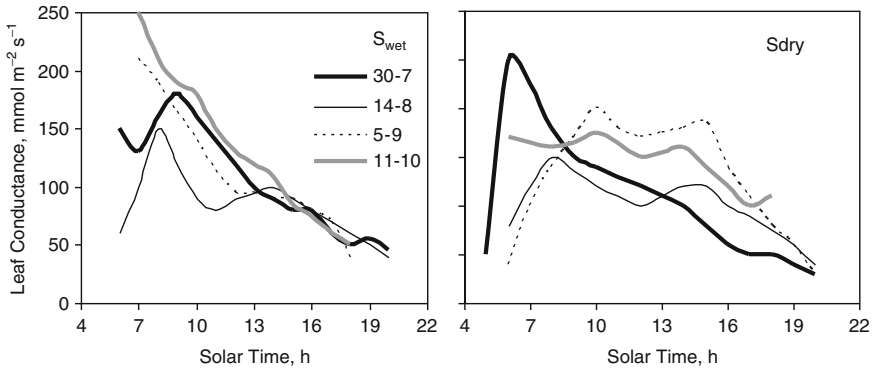 Leaf Conductance, mmol m⁻² s⁻¹
250
200
150
100
50
0
4 7 10 13 16 19 22
Solar Time, h
Swet
30-7
14-8
5-9
11-10
Sdry
4 7 10 13 16 19 22
Solar Time, h